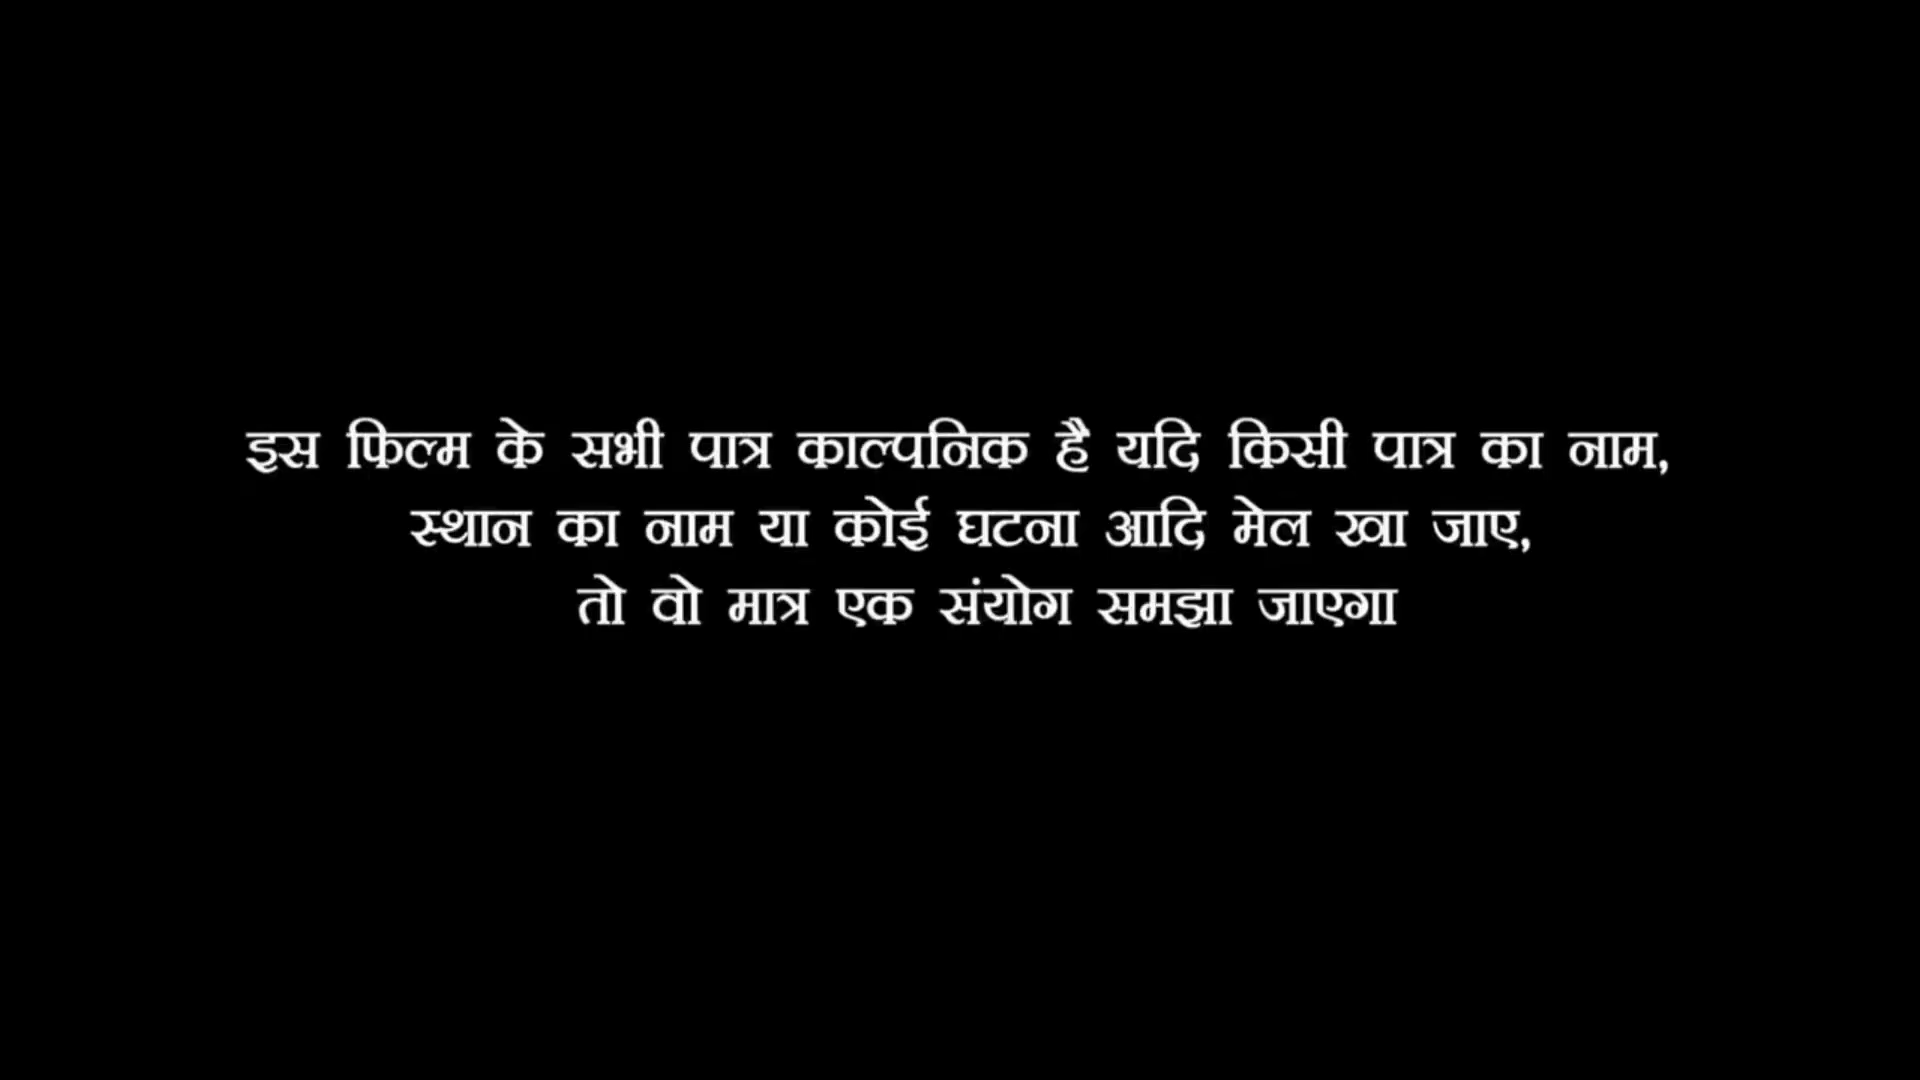 इस फिल्म के सभी पात्र काल्पनिक है यदि किसी पात्र का नाम,
स्थान का नाम या कोई घटना आदि मेल खा जाए,
तो वो मात्र एक संयोग समझा जाएगा